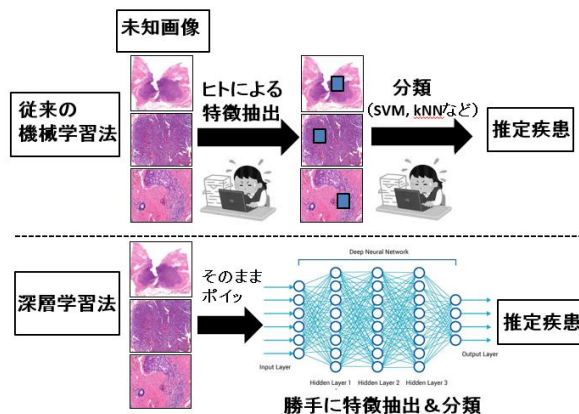 未知画像
従来の
機械学習法
ヒトによる
特徴抽出
分類
(SVM, kNNなど)
推定疾患
深層学習法
そのまま
ポイッ
Deep Neural Network
Input Layer
Hidden Layer 1
Hidden Layer 2
Hidden Layer 3
Output Layer
推定疾患
勝手に特徴抽出&分類